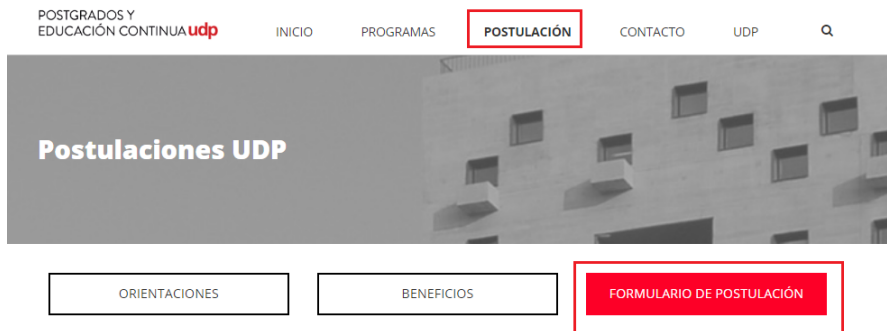 POSTGRADOS Y
EDUCACIÓN CONTINUA udp
INICIO PROGRAMAS POSTULACIÓN CONTACTO UDP
Postulaciones UDP
ORIENTACIONES BENEFICIOS FORMULARIO DE POSTULACIÓN